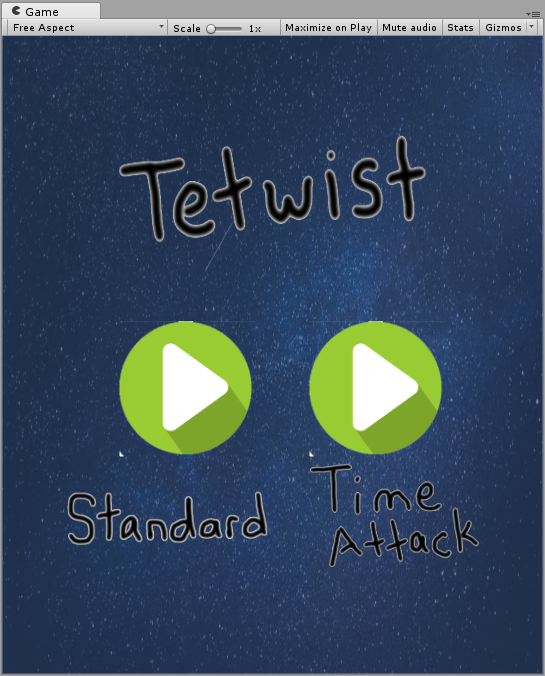 Game
Free Aspect Scale 1x Maximize on Play Mute audio Stats Gizmos
Tetwist
Standard
Time
Attack